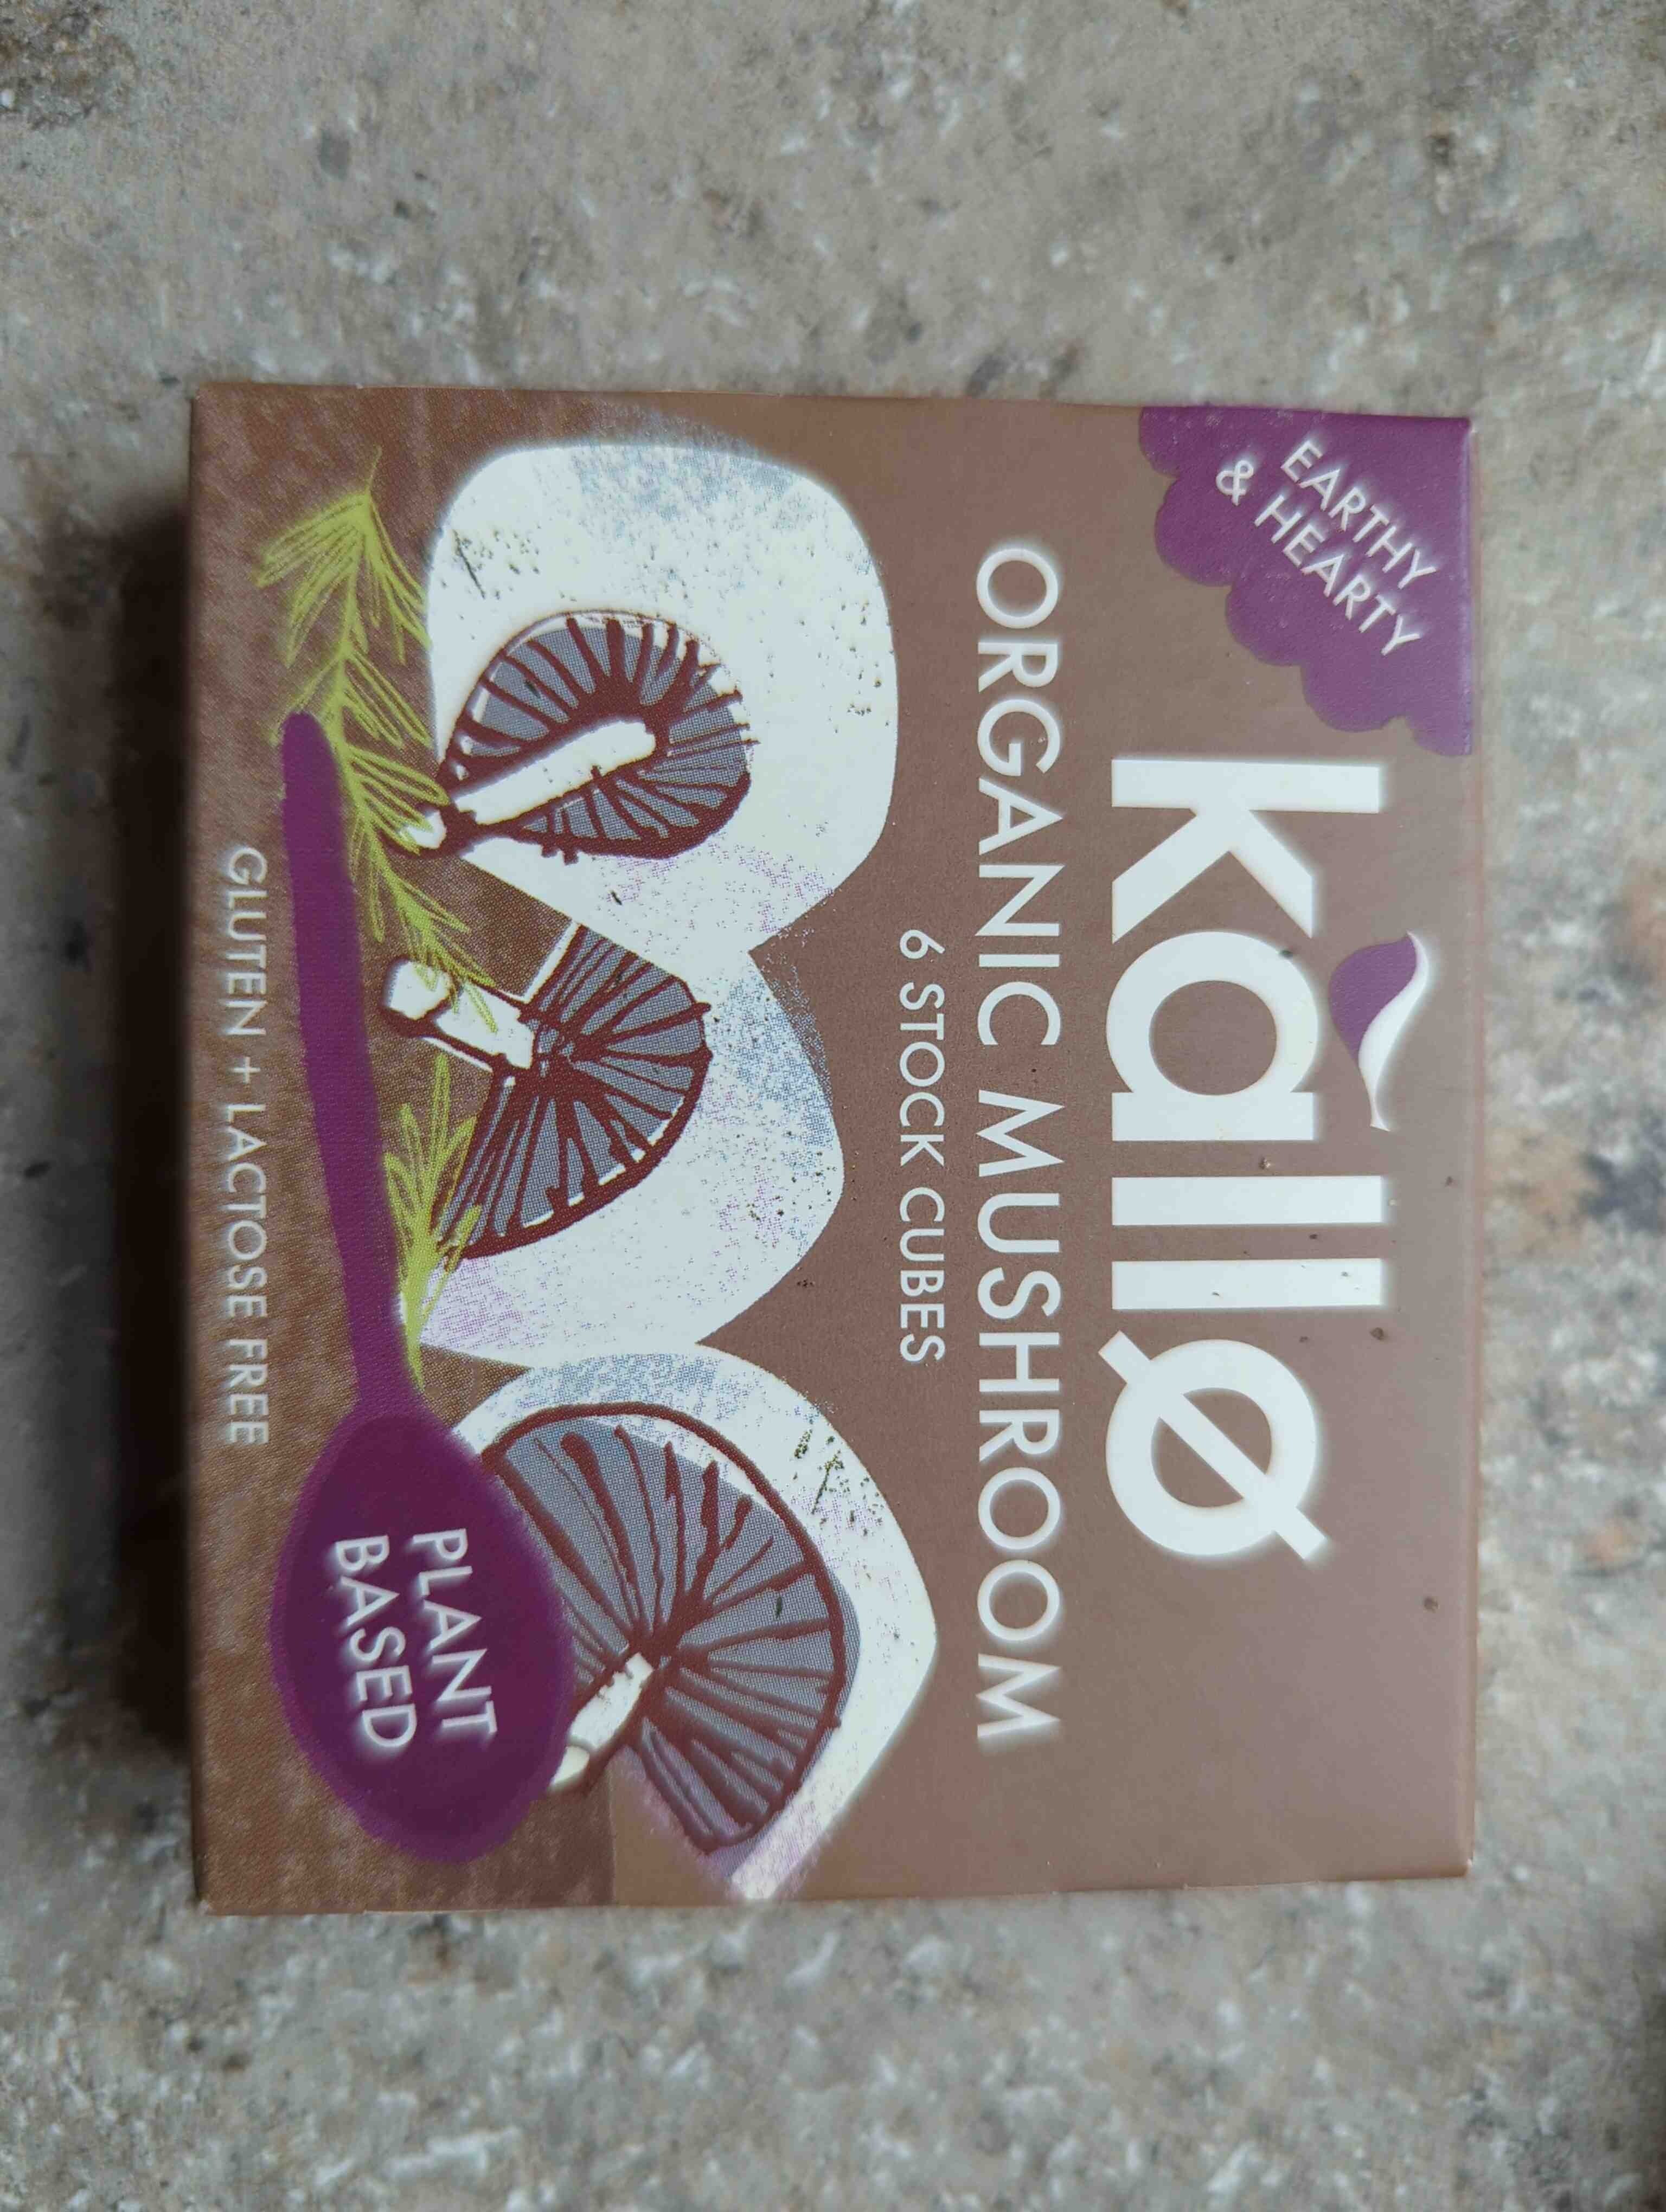 EARTHY
& HEARTY
kallø
ORGANIC MUSHROOM
6 STOCK CUBES
PLANT
BASED
GLUTEN + LACTOSE FREE